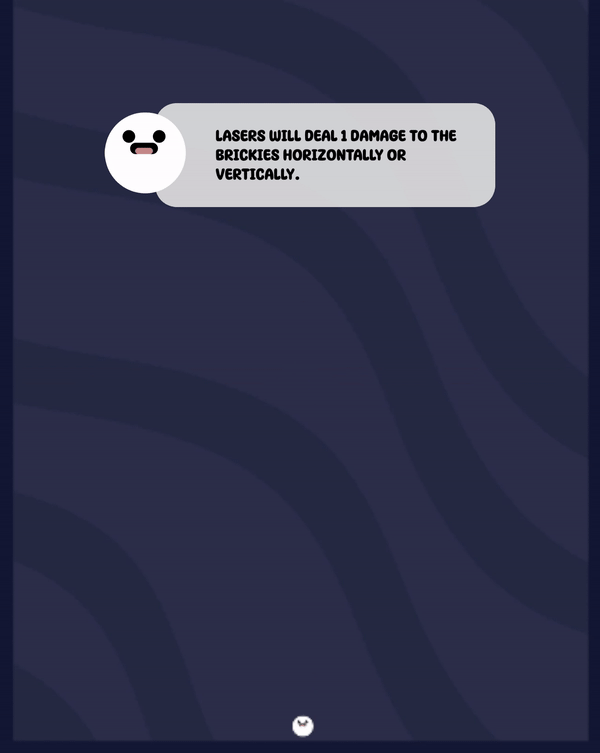 LASERS WILL DEAL 1 DAMAGE TO THE
BRICKIES HORIZONTALLY OR
VERTICALLY.